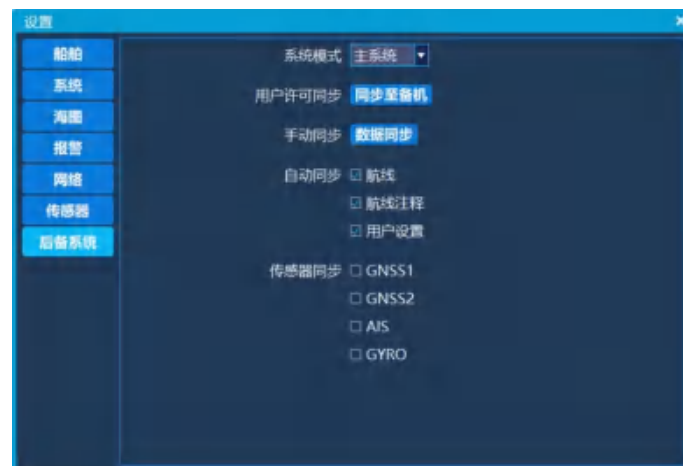 设置
船舶
系统
海图
报警
网络
传感器
后备系统
系统模式 主系统
用户许可同步 同步至备机
手动同步 数据同步
自动同步 航线
航线注释
用户设置
传感器同步 GNSS1
GNSS2
AIS
GYRO